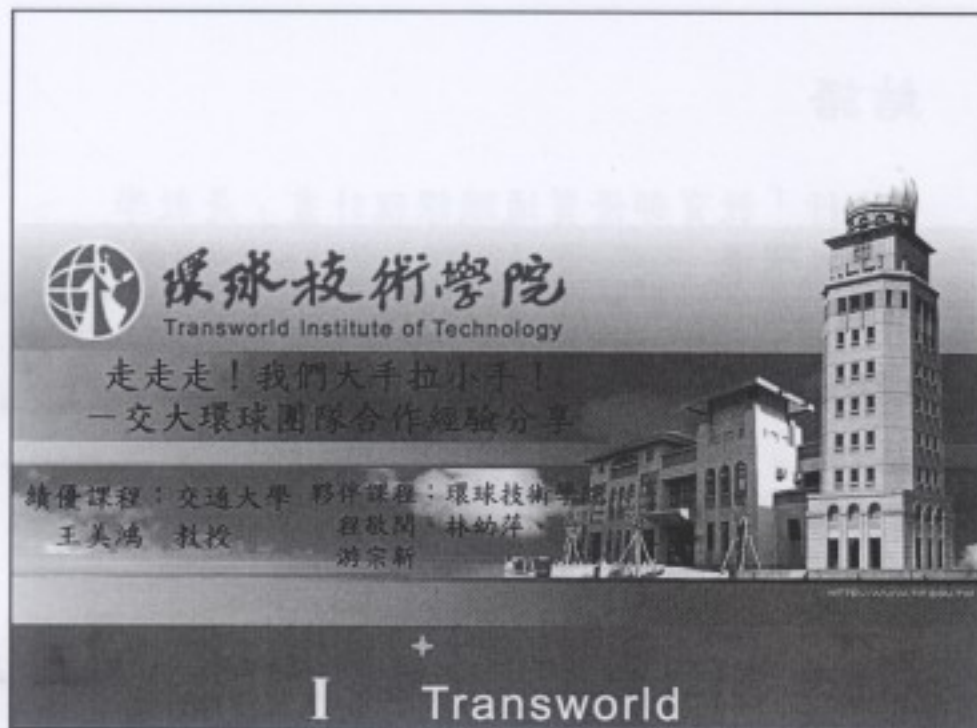 環球技術學院
Transworld Institute of Technology
走走走！我們大手拉小手！
－交大環球團隊合作經驗分享
績優課程：交通大學 夥伴課程：環球技術學院
王美鴻 教授 程敬閏、林幼萍、
游宗新
I Transworld